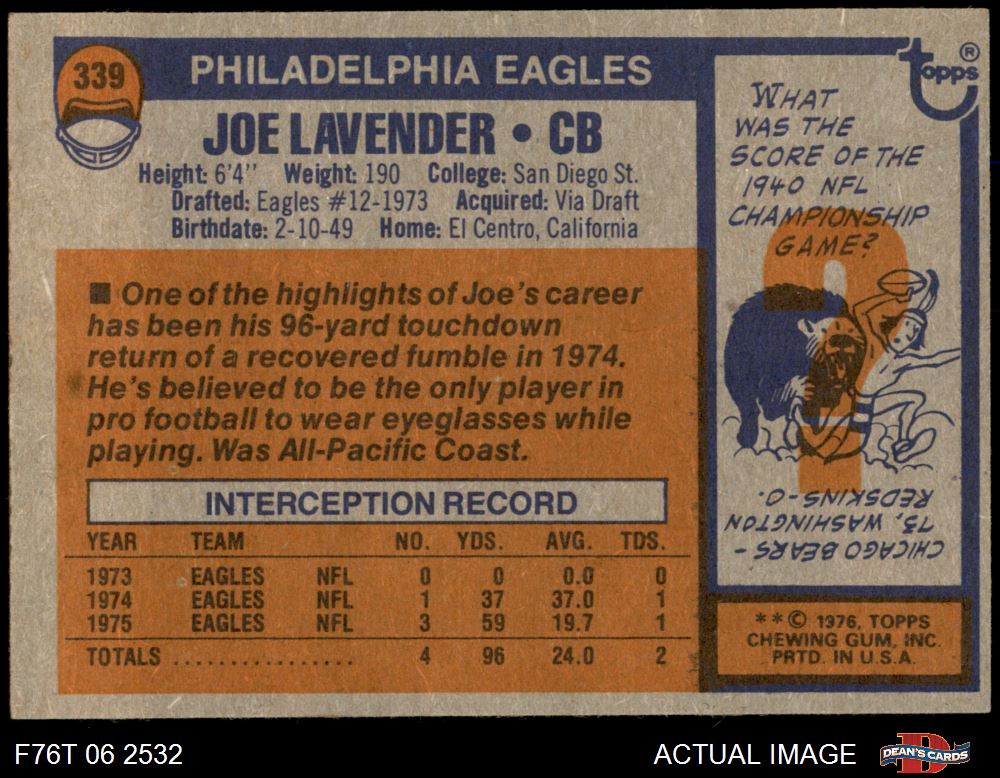 339
PHILADELPHIA EAGLES
JOE LAVENDER • CB
Height: 6'4" Weight: 190 College: San Diego St.
Drafted: Eagles #12-1973 Acquired: Via Draft
Birthdate: 2-10-49 Home: El Centro, California
■ One of the highlights of Joe's career
has been his 96-yard touchdown
return of a recovered fumble in 1974.
He's believed to be the only player in
pro football to wear eyeglasses while
playing. Was All-Pacific Coast.
INTERCEPTION RECORD
YEAR TEAM NO. YDS. AVG. TDS.
1973 EAGLES NFL 0 0 0.0 0
1974 EAGLES NFL 1 37 37.0 1
1975 EAGLES NFL 3 59 19.7 1
TOTALS .................. 4 96 24.0 2
topps ®
WHAT
WAS THE
SCORE OF THE
1940 NFL
CHAMPIONSHIP
GAME?
?
CHICAGO BEARS -
73, WASHINGTON
REDSKINS-0.
** © 1976, TOPPS
CHEWING GUM, INC.
PRTD. IN U.S.A.
F76T 06 2532
ACTUAL IMAGE
D
DEAN'S CARDS